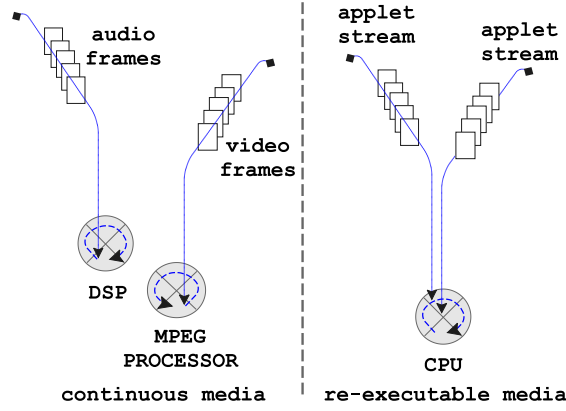 audio
frames
video
frames
DSP
MPEG
PROCESSOR
continuous media
applet
stream
applet
stream
CPU
re-executable media